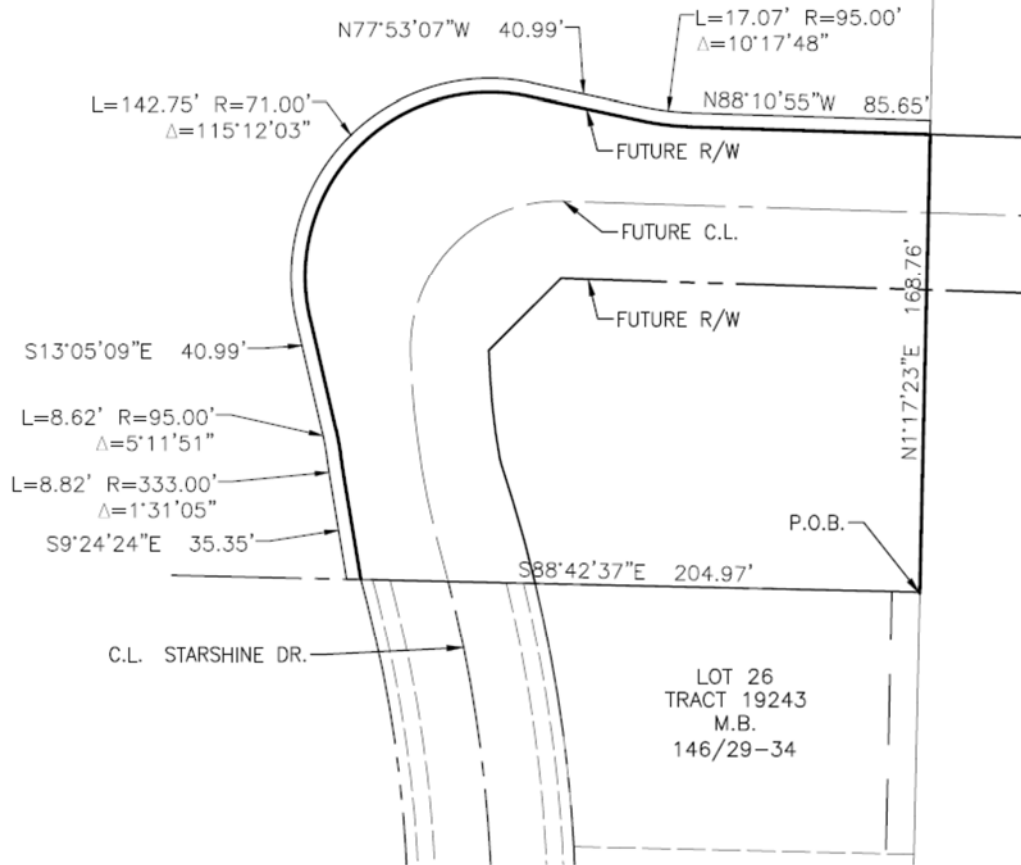 L=17.07' R=95.00'
Δ=10°17'48"
N77°53'07"W 40.99'
L=142.75' R=71.00'
Δ=115°12'03"
N88°10'55"W 85.65'
FUTURE R/W
FUTURE C.L.
FUTURE R/W
N1°17'23"E 168.76'
S13°05'09"E 40.99'
L=8.62' R=95.00'
Δ=5°11'51"
L=8.82' R=333.00'
Δ=1°31'05"
S9°24'24"E 35.35'
P.O.B.
S88°42'37"E 204.97'
C.L. STARSHINE DR.
LOT 26
TRACT 19243
M.B.
146/29-34